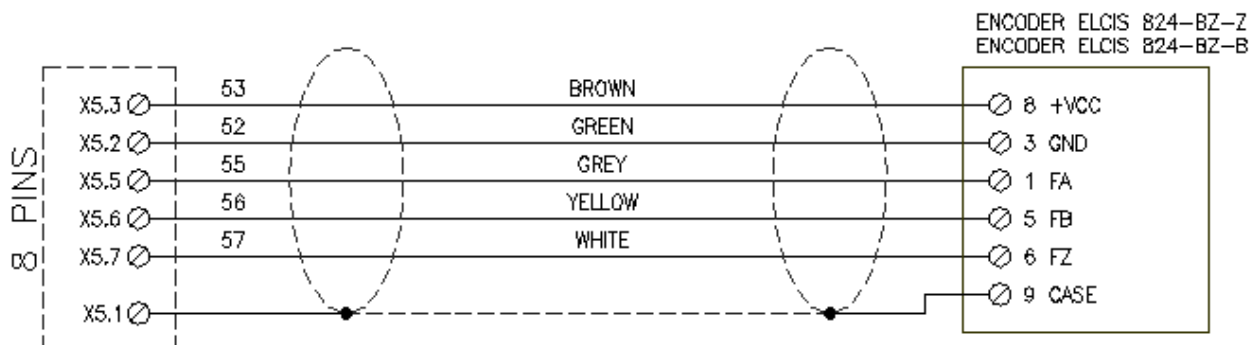 ENCODER ELCIS 824-BZ-Z
ENCODER ELCIS 824-BZ-B
8 PINS
X5.3 53 BROWN 8 +VCC
X5.2 52 GREEN 3 GND
X5.5 55 GREY 1 FA
X5.6 56 YELLOW 5 FB
X5.7 57 WHITE 6 FZ
9 CASE
X5.1